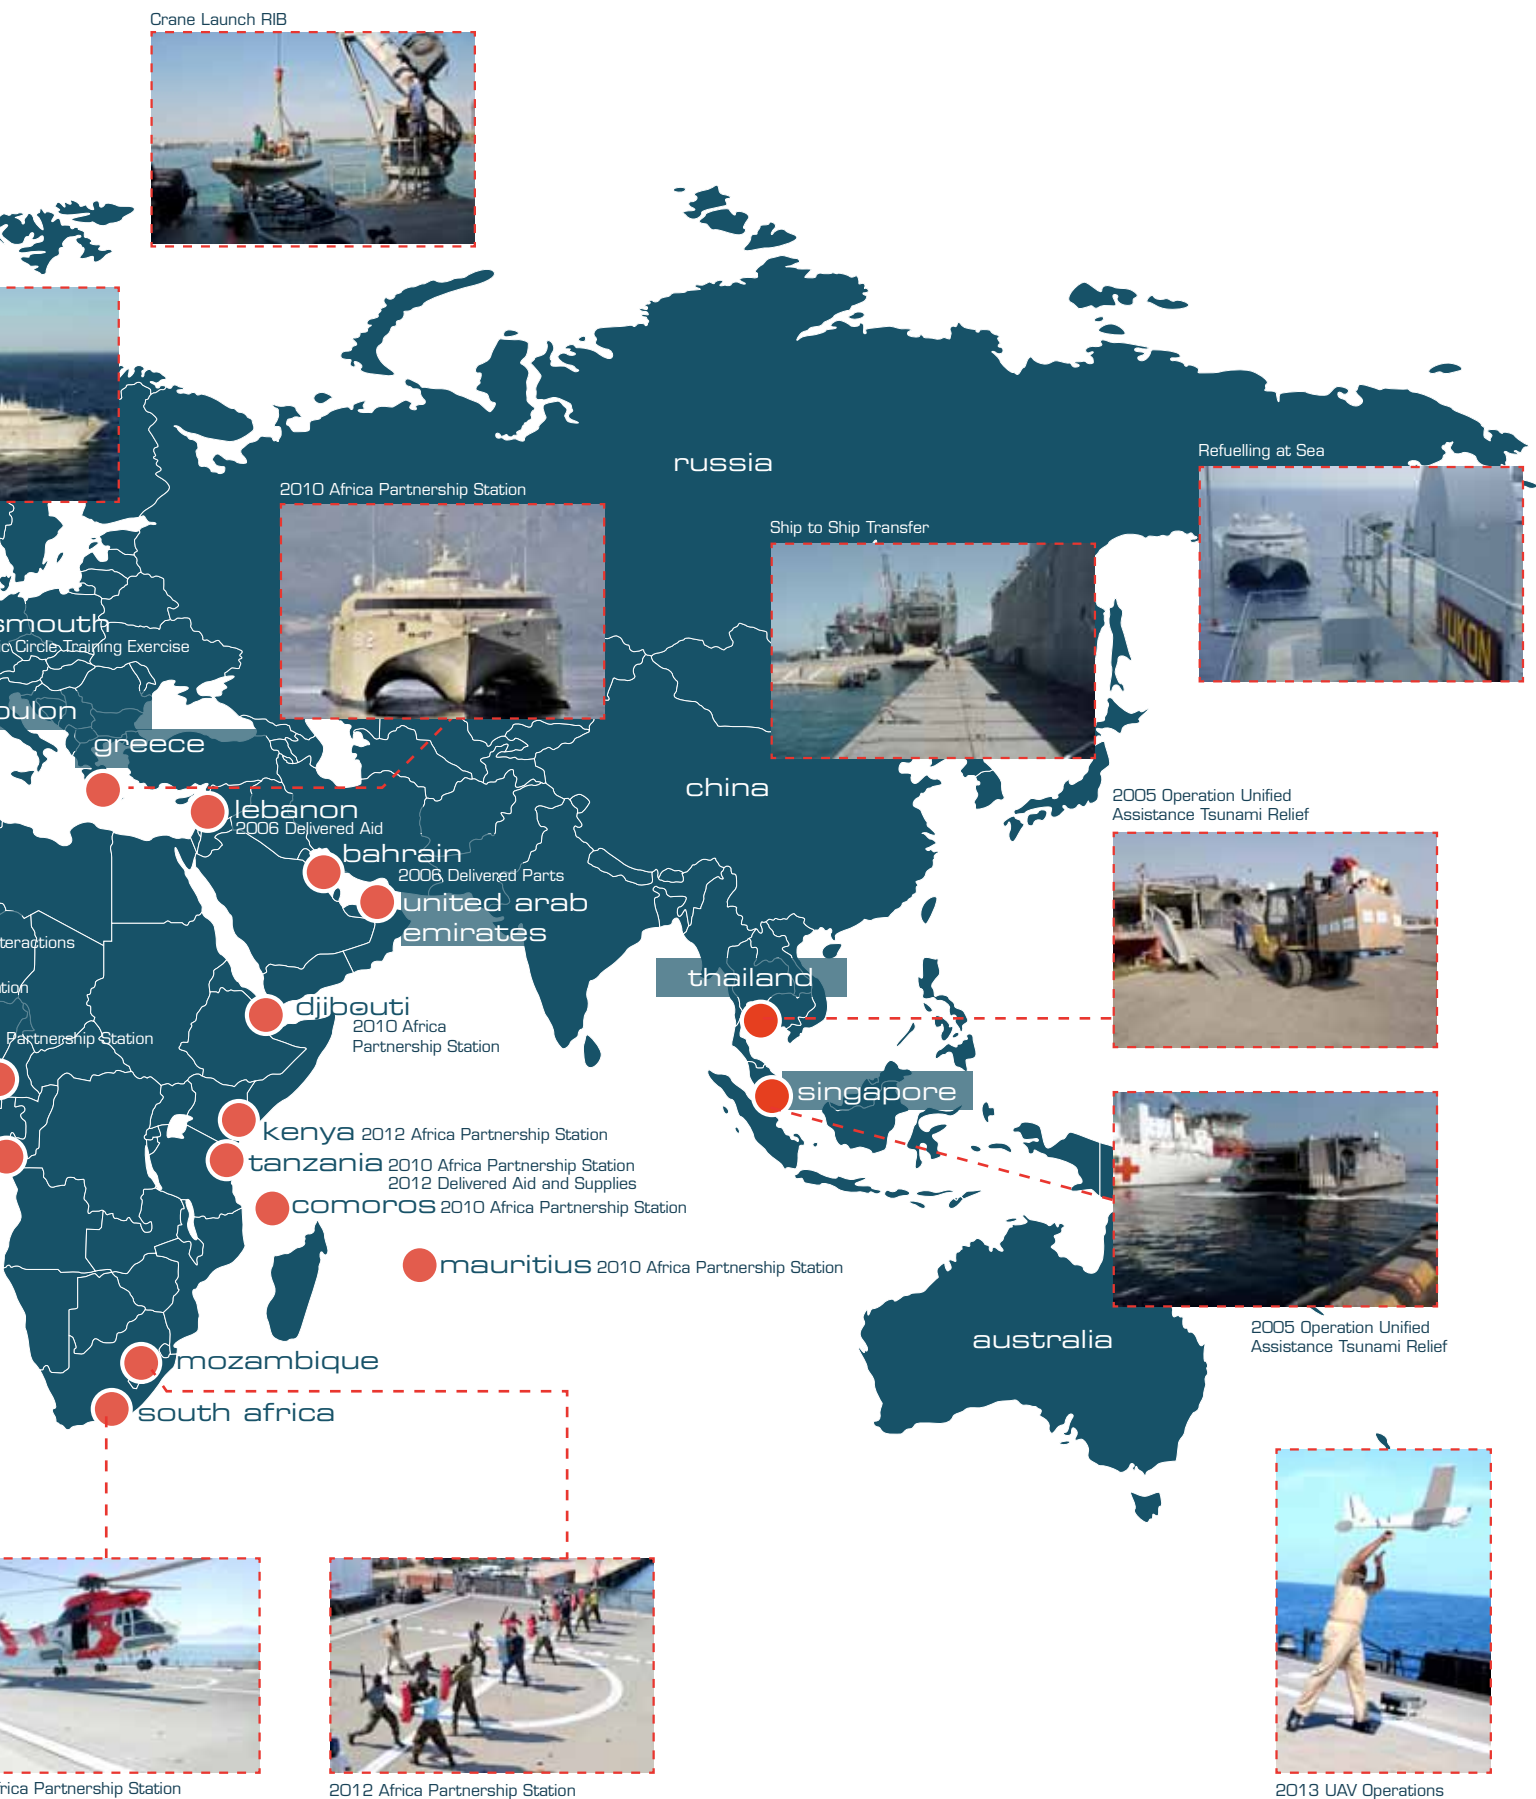 Crane Launch RIB
russia
Refuelling at Sea
2010 Africa Partnership Station
Ship to Ship Transfer
YUKON
smouth
ic Circle Training Exercise
oulon
greece
china
lebanon
2006 Delivered Aid
2005 Operation Unified
Assistance Tsunami Relief
bahrain
2006 Delivered Parts
united arab
emirates
teractions
thailand
tion
djibouti
2010 Africa
Partnership Station
Partnership Station
singapore
kenya 2012 Africa Partnership Station
tanzania 2010 Africa Partnership Station
2012 Delivered Aid and Supplies
comoros 2010 Africa Partnership Station
mauritius 2010 Africa Partnership Station
australia
2005 Operation Unified
Assistance Tsunami Relief
mozambique
south africa
frica Partnership Station
2012 Africa Partnership Station
2013 UAV Operations